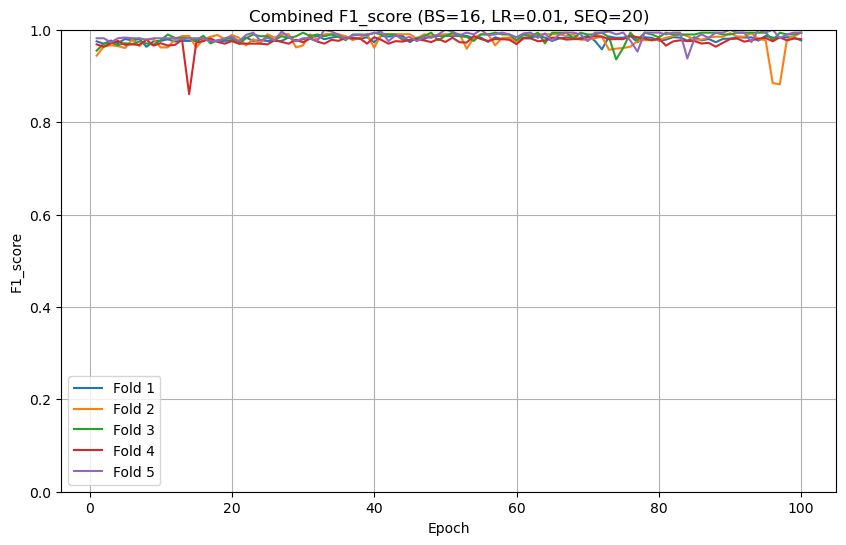 Combined F1_score (BS=16, LR=0.01, SEQ=20)
F1_score
1.0
0.8
0.6
0.4
0.2
0.0
Fold 1
Fold 2
Fold 3
Fold 4
Fold 5
0 20 40 60 80 100
Epoch